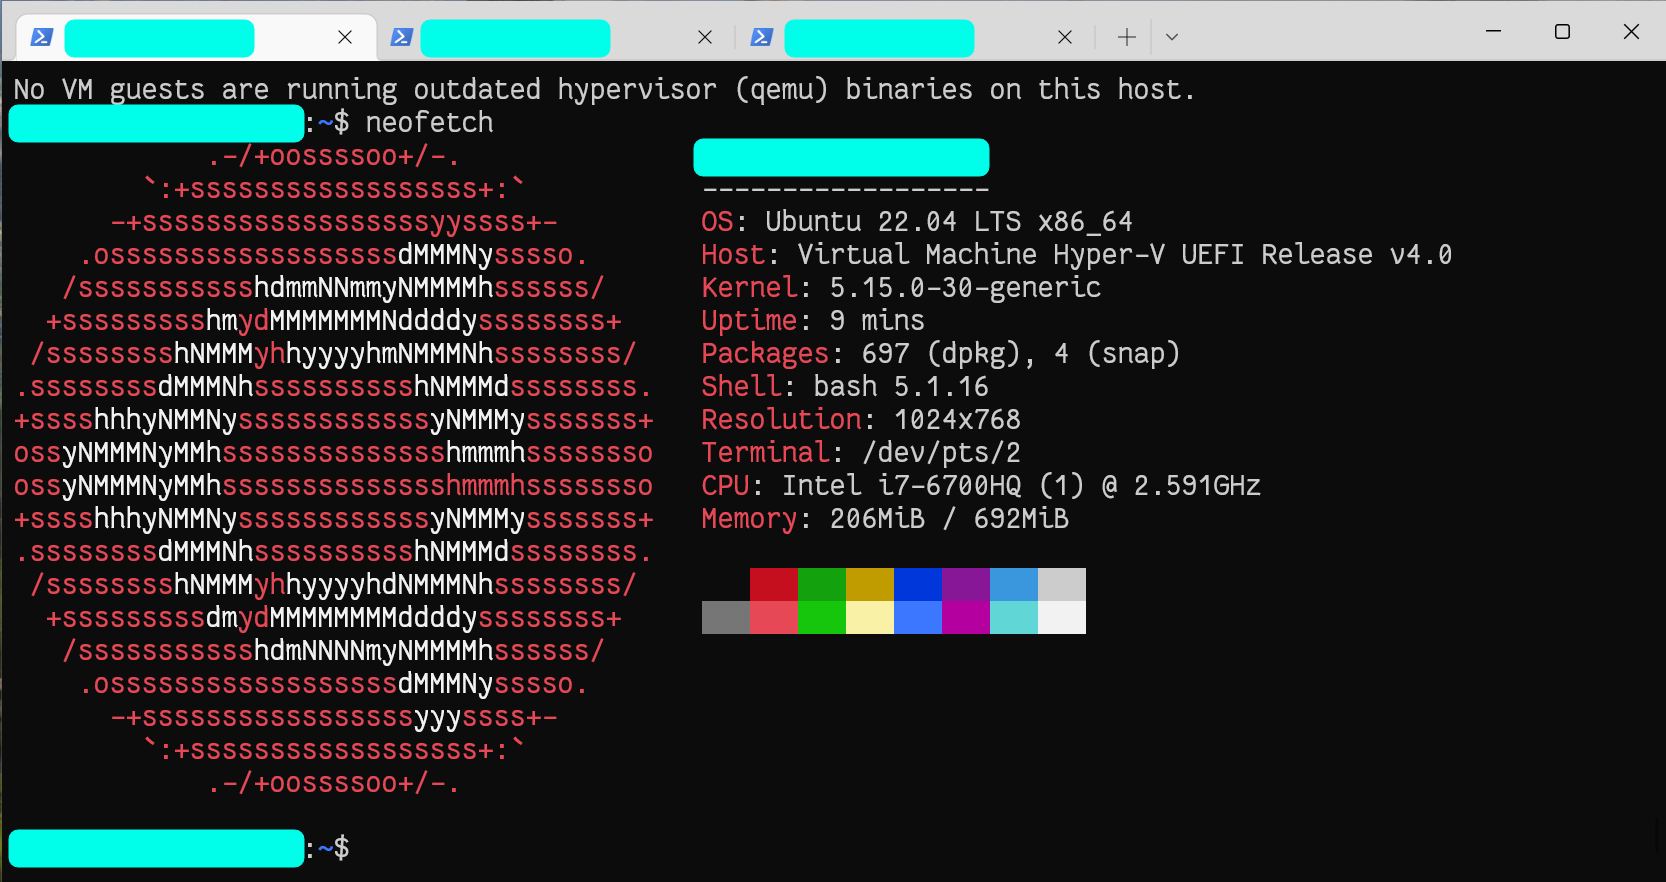 No VM guests are running outdated hypervisor (qemu) binaries on this host.
:~$ neofetch
.-/+oossssoo+/-.
`:+ssssssssssssssssss+:`
------------------
-+ssssssssssssssssssyyssss+-
OS: Ubuntu 22.04 LTS x86_64
.ossssssssssssssssssdMMMNysssso.
Host: Virtual Machine Hyper-V UEFI Release v4.0
/ssssssssssshdmmNNmmyNMMMMhssssss/
Kernel: 5.15.0-30-generic
+ssssssssshmydMMMMMMMNddddyssssssss+
Uptime: 9 mins
/sssssssshNMMMyhhyyyyhmNMMMNhssssssss/
Packages: 697 (dpkg), 4 (snap)
.ssssssssdMMMNhsssssssssshNMMMdssssssss.
Shell: bash 5.1.16
+sssshhhyNMMNyssssssssssssyNMMMysssssss+
Resolution: 1024x768
ossyNMMMNyMMhsssssssssssssshmmmhssssssso
Terminal: /dev/pts/2
ossyNMMMNyMMhsssssssssssssshmmmhssssssso
CPU: Intel i7-6700HQ (1) @ 2.591GHz
+sssshhhyNMMNyssssssssssssyNMMMysssssss+
Memory: 206MiB / 692MiB
.ssssssssdMMMNhsssssssssshNMMMdssssssss.
/sssssssshNMMMyhhyyyyhdNMMMNhssssssss/
+sssssssssdmydMMMMMMMMddddyssssssss+
/ssssssssssshdmNNNNmyNMMMMhssssss/
.ossssssssssssssssssdMMMNysssso.
-+sssssssssssssssssyyyssss+-
`:+ssssssssssssssssss+:`
.-/+oossssoo+/-.
:~$